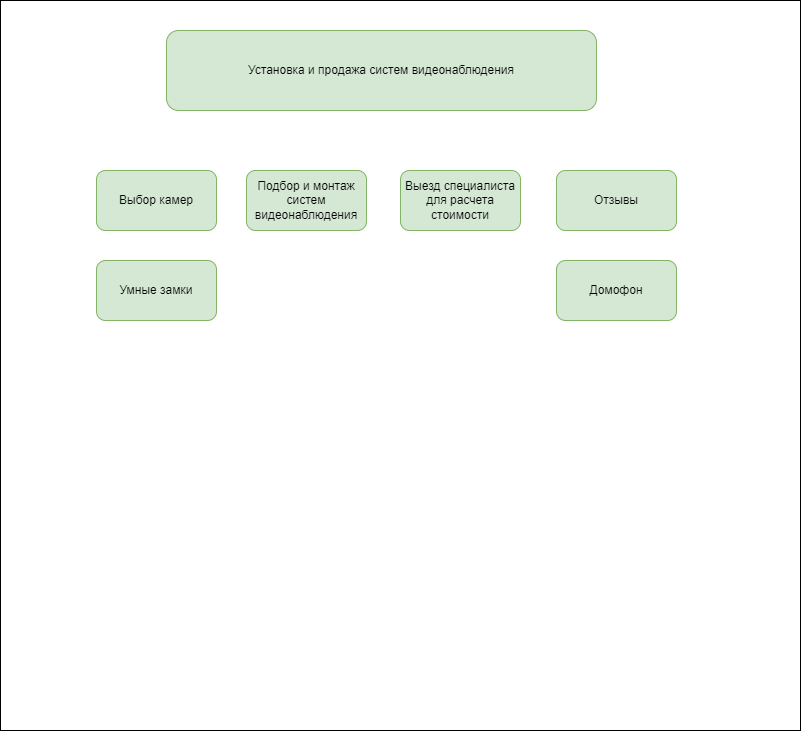 Установка и продажа систем видеонаблюдения
Выбор камер
Подбор и монтаж
систем
видеонаблюдения
Выезд специалиста
для расчета
стоимости
Отзывы
Умные замки
Домофон